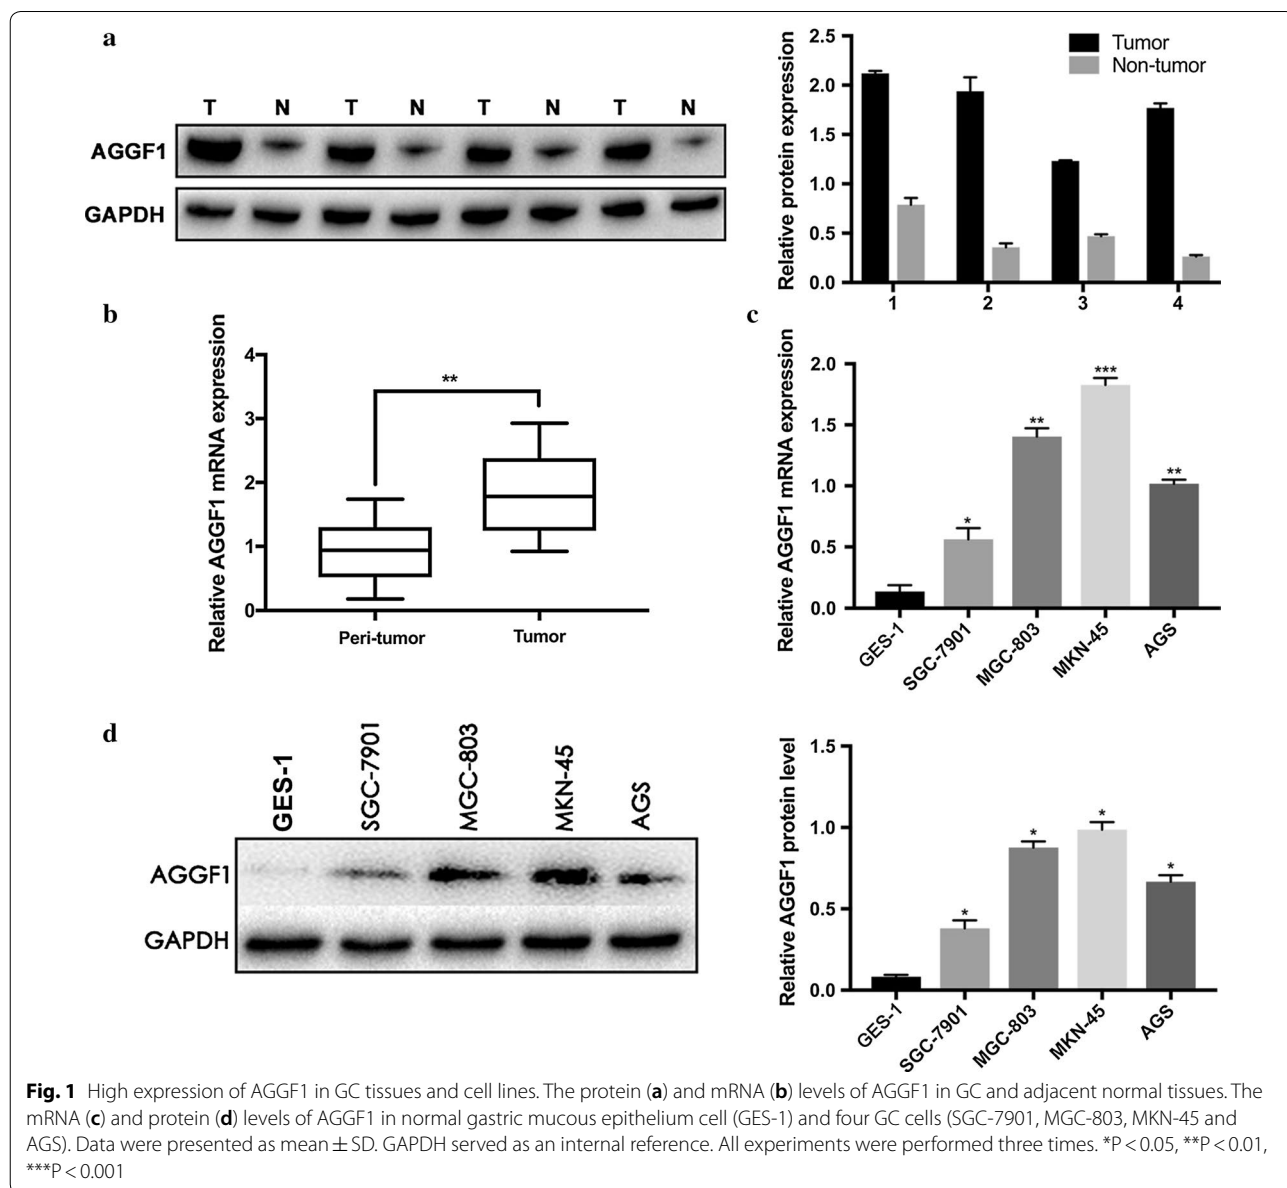 a
T N T N T N T N
AGGF1
GAPDH
Relative protein expression
2.5
2.0
1.5
1.0
0.5
0.0
Tumor
Non-tumor
1 2 3 4
b
Relative AGGF1 mRNA expression
4
3
2
1
0
**
Peri-tumor Tumor
c
Relative AGGF1 mRNA expression
2.0
1.5
1.0
0.5
0.0
* ** *** **
GES-1 SGC-7901 MGC-803 MKN-45 AGS
d
GES-1 SGC-7901 MGC-803 MKN-45 AGS
AGGF1
GAPDH
Relative AGGF1 protein level
1.5
1.0
0.5
0.0
* * * *
GES-1 SGC-7901 MGC-803 MKN-45 AGS
Fig. 1 High expression of AGGF1 in GC tissues and cell lines. The protein (a) and mRNA (b) levels of AGGF1 in GC and adjacent normal tissues. The
mRNA (c) and protein (d) levels of AGGF1 in normal gastric mucous epithelium cell (GES-1) and four GC cells (SGC-7901, MGC-803, MKN-45 and
AGS). Data were presented as mean ± SD. GAPDH served as an internal reference. All experiments were performed three times. *P < 0.05, **P < 0.01,
***P < 0.001